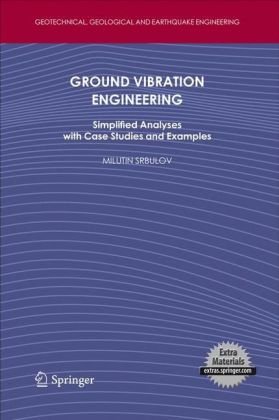 GEOTECHNICAL, GEOLOGICAL AND EARTHQUAKE ENGINEERING
GROUND VIBRATION
ENGINEERING
Simplified Analyses
with Case Studies and Examples
MILUTIN SRBULOV
Extra
Materials
extras.springer.com
Springer